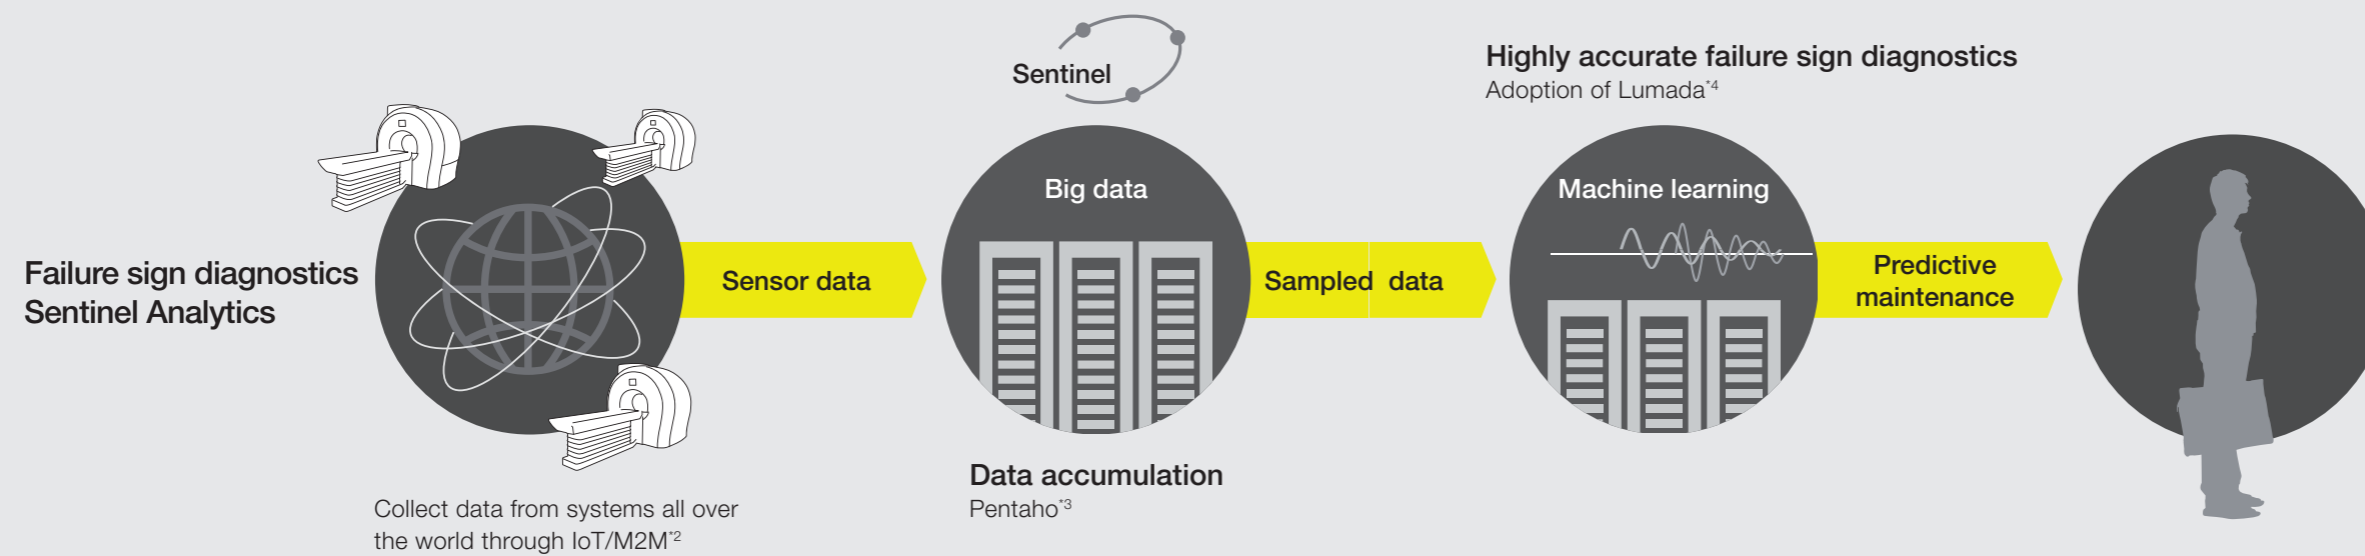 Failure sign diagnostics
Sentinel Analytics
Collect data from systems all over
the world through IoT/M2M*2
Sensor data
Sentinel
Big data
Data accumulation
Pentaho*3
Sampled data
Highly accurate failure sign diagnostics
Adoption of Lumada*4
Machine learning
Predictive
maintenance